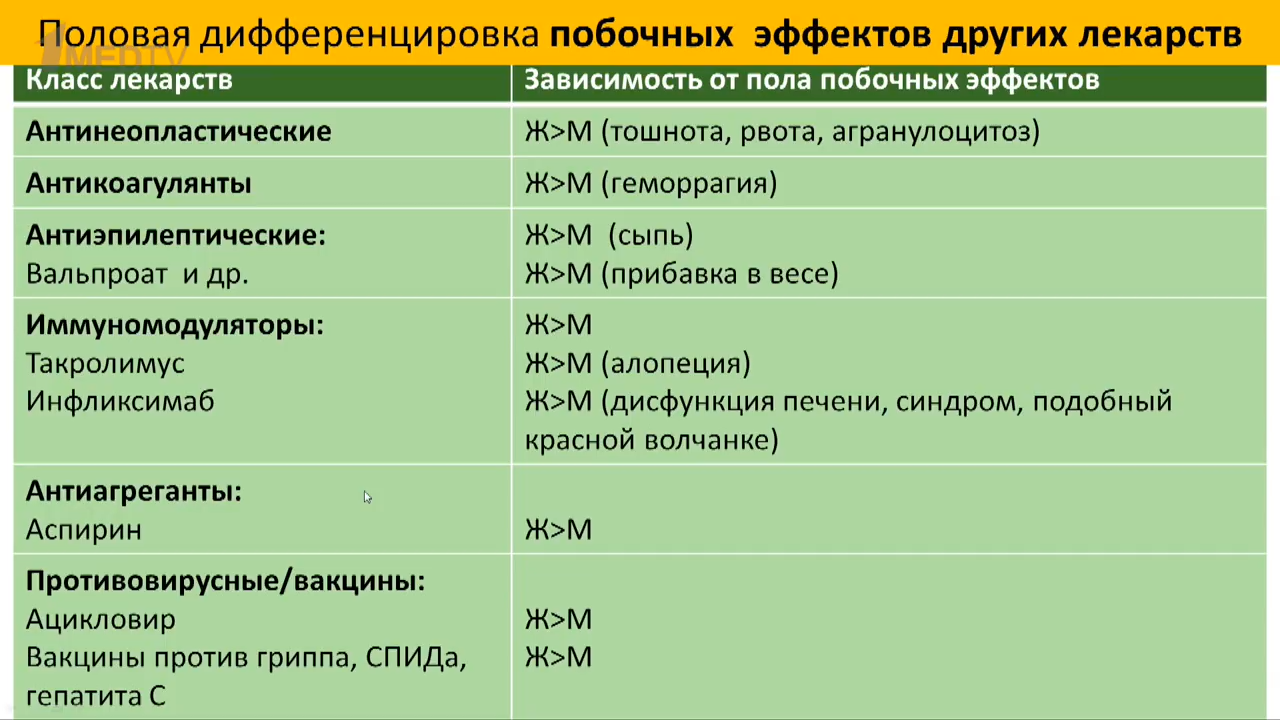 Половая дифференцировка побочных эффектов других лекарств
1MEDTV
Класс лекарств
Зависимость от пола побочных эффектов
Антинеопластические
Ж>М (тошнота, рвота, агранулоцитоз)
Антикоагулянты
Ж>М (геморрагия)
Антиэпилептические:
Ж>М (сыпь)
Вальпроат и др.
Ж>М (прибавка в весе)
Иммуномодуляторы:
Ж>М
Такролимус
Ж>М (алопеция)
Инфликсимаб
Ж>М (дисфункция печени, синдром, подобный
красной волчанке)
Антиагреганты:
Аспирин
Ж>М
Противовирусные/вакцины:
Ацикловир
Ж>М
Вакцины против гриппа, СПИДа,
Ж>М
гепатита С